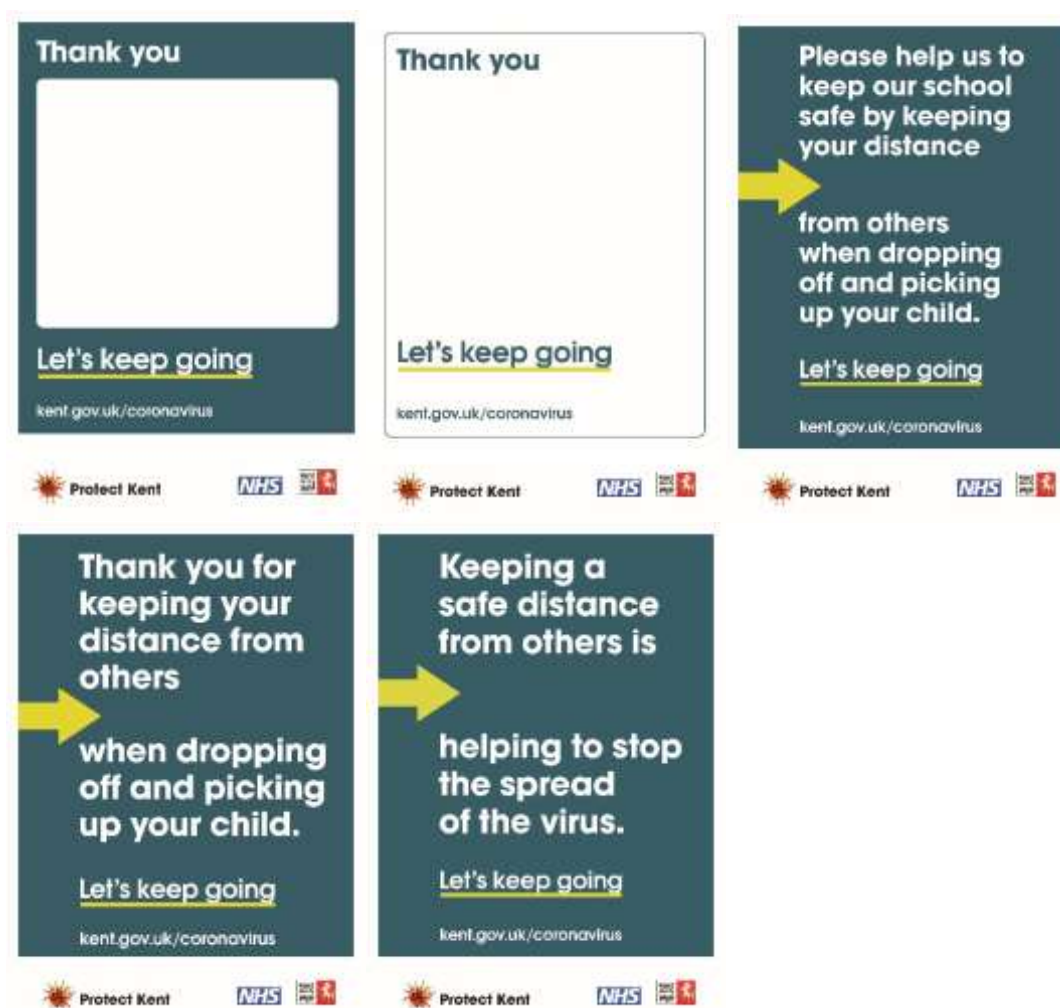 Thank you
Let's keep going
kent.gov.uk/coronavirus
Protect Kent
NHS
Thank you
Let's keep going
kent.gov.uk/coronavirus
Protect Kent
NHS
Please help us to
keep our school
safe by keeping
your distance
from others
when dropping
off and picking
up your child.
Let's keep going
kent.gov.uk/coronavirus
Protect Kent
NHS
Thank you for
keeping your
distance from
others
when dropping
off and picking
up your child.
Let's keep going
kent.gov.uk/coronavirus
Protect Kent
NHS
Keeping a
safe distance
from others is
helping to stop
the spread
of the virus.
Let's keep going
kent.gov.uk/coronavirus
Protect Kent
NHS